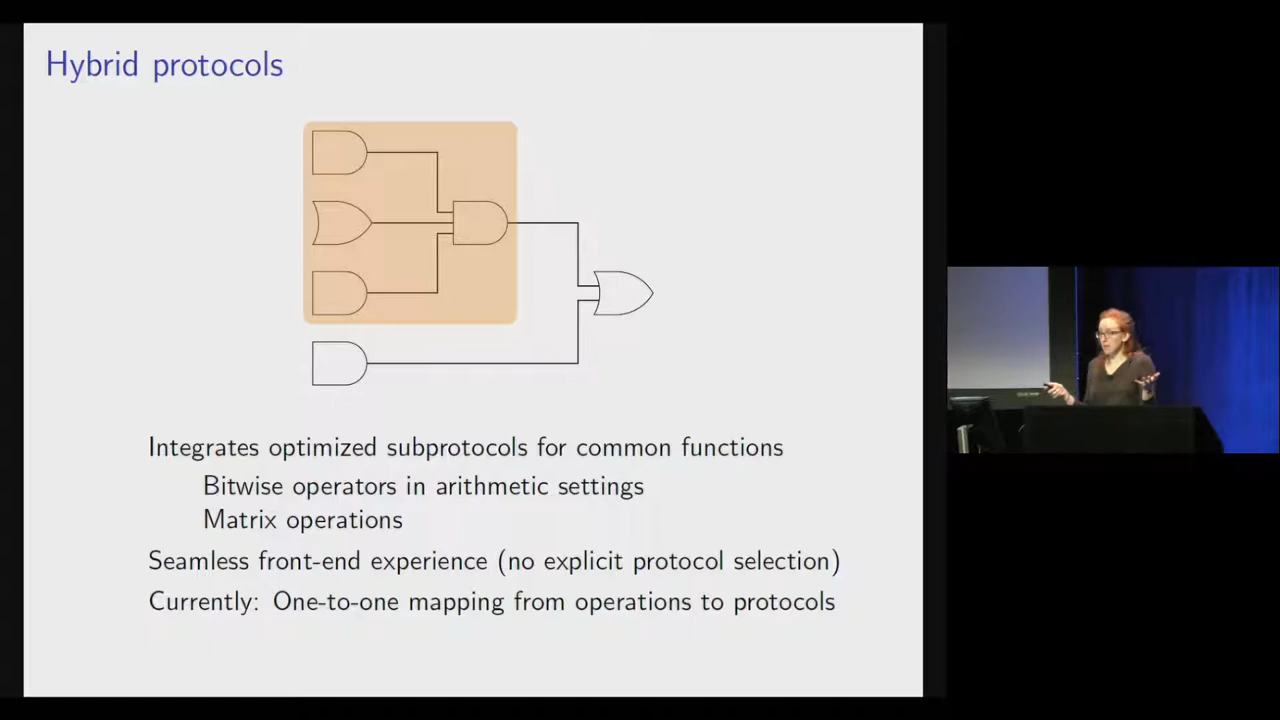 Hybrid protocols
Integrates optimized subprotocols for common functions
Bitwise operators in arithmetic settings
Matrix operations
Seamless front-end experience (no explicit protocol selection)
Currently: One-to-one mapping from operations to protocols